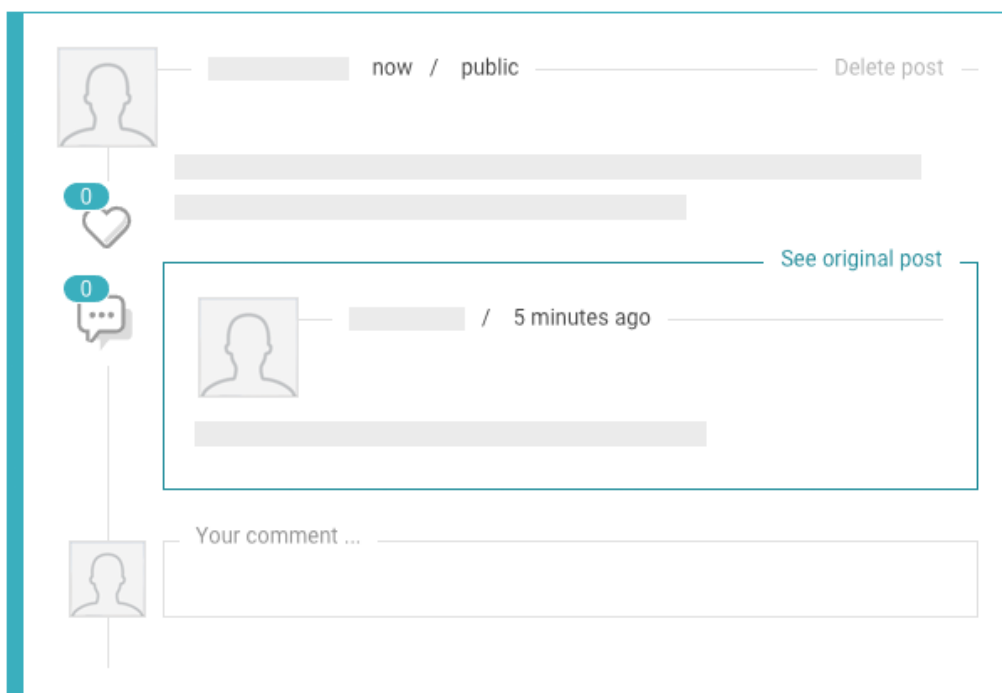 now / public
Delete post
0
See original post
0
/ 5 minutes ago
Your comment ...